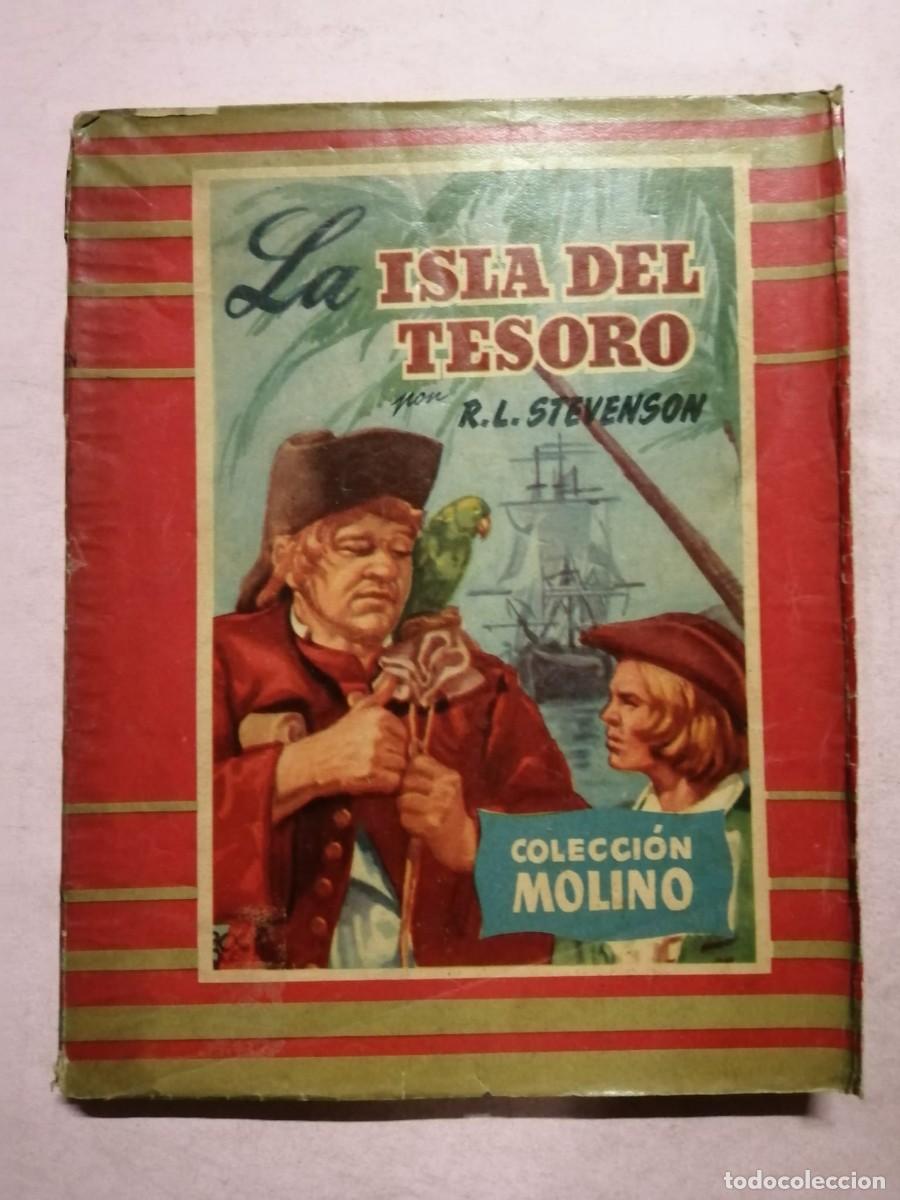 La ISLA DEL
TESORO
por R.L. STEVENSON
COLECCIÓN
MOLINO
todocoleccion